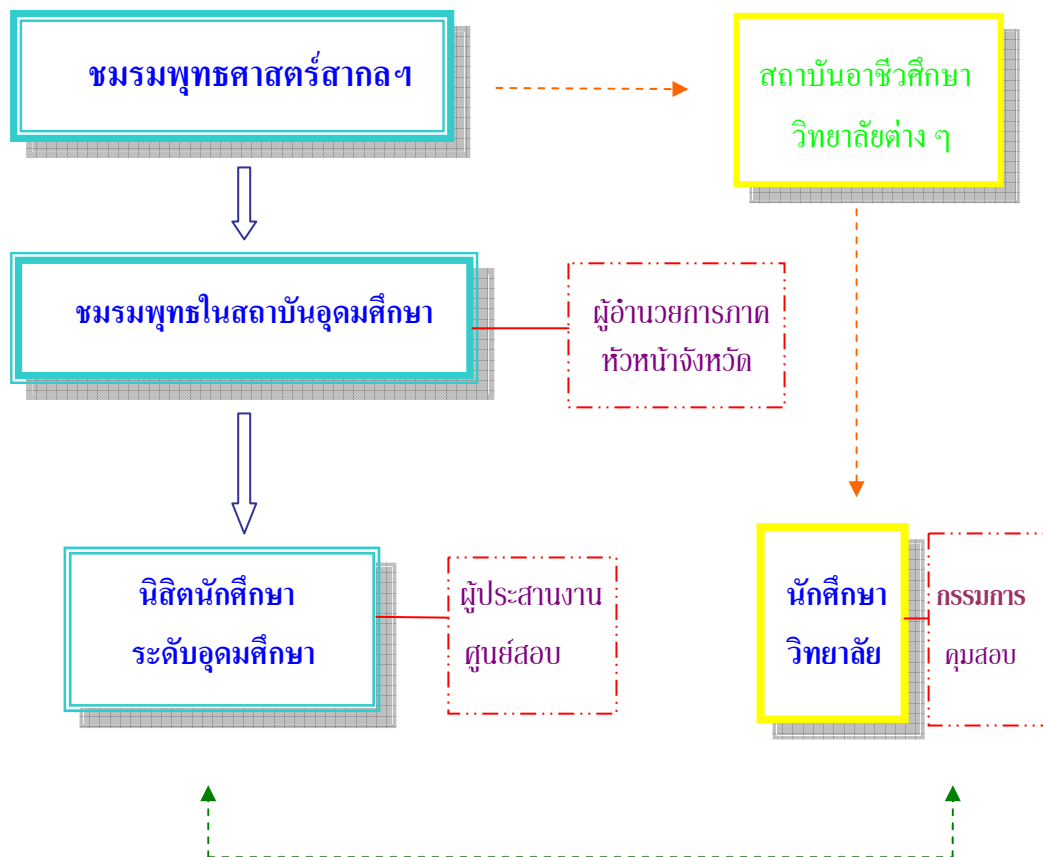 ชมรมพุทธศาสตร์สากลฯ
สถาบันอาชีวศึกษา
วิทยาลัยต่าง ๆ
ชมรมพุทธในสถาบันอุดมศึกษา
ผู้อำนวยการภาค
หัวหน้าจังหวัด
นิสิตนักศึกษา
ระดับอุดมศึกษา
ผู้ประสานงาน
ศูนย์สอบ
นักศึกษา
วิทยาลัย
กรรมการ
คุมสอบ